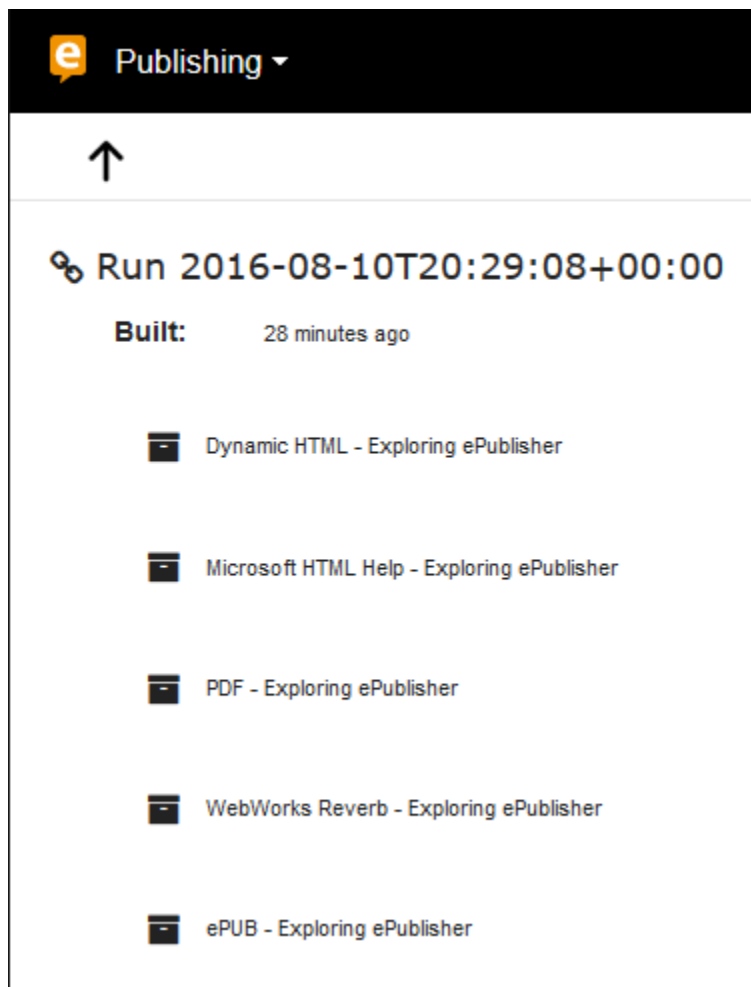 e Publishing
Run 2016-08-10T20:29:08+00:00
Built: 28 minutes ago
Dynamic HTML - Exploring ePublisher
Microsoft HTML Help - Exploring ePublisher
PDF - Exploring ePublisher
WebWorks Reverb - Exploring ePublisher
ePUB - Exploring ePublisher